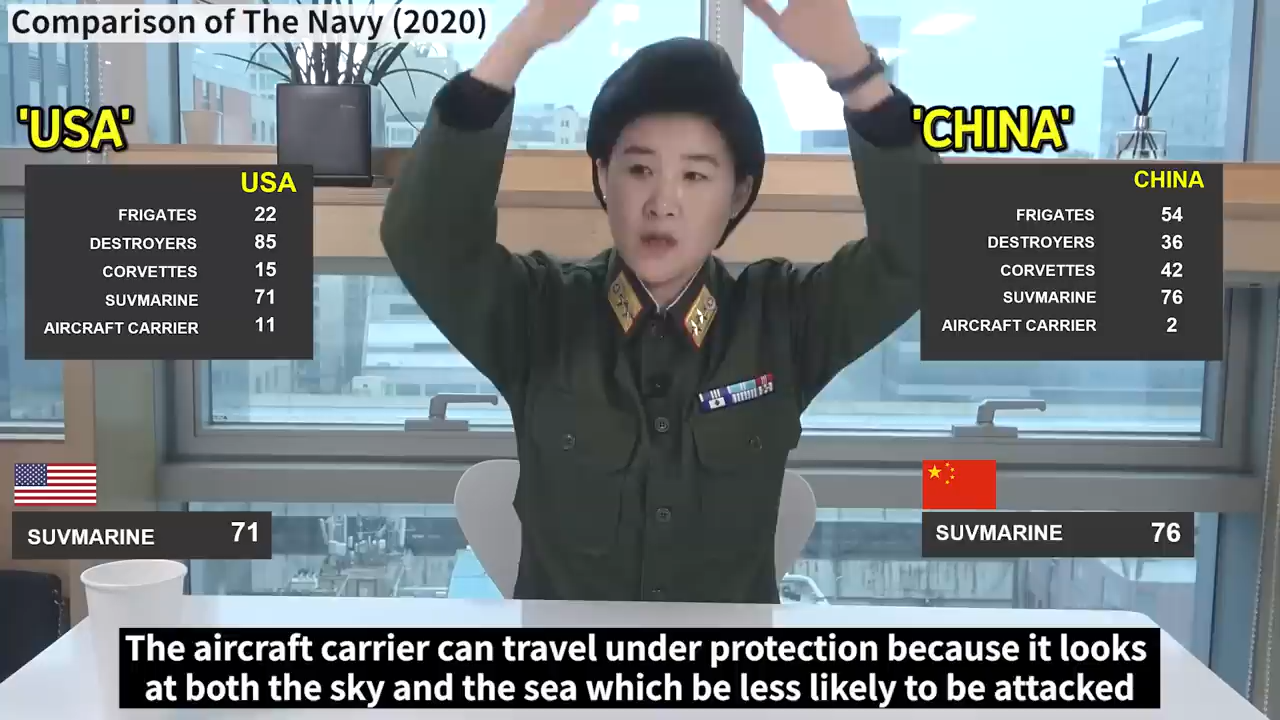 Comparison of The Navy (2020)
'USA'
USA
FRIGATES 22
DESTROYERS 85
CORVETTES 15
SUVMARINE 71
AIRCRAFT CARRIER 11
SUVMARINE 71
'CHINA'
CHINA
FRIGATES 54
DESTROYERS 36
CORVETTES 42
SUVMARINE 76
AIRCRAFT CARRIER 2
SUVMARINE 76
The aircraft carrier can travel under protection because it looks
at both the sky and the sea which be less likely to be attacked